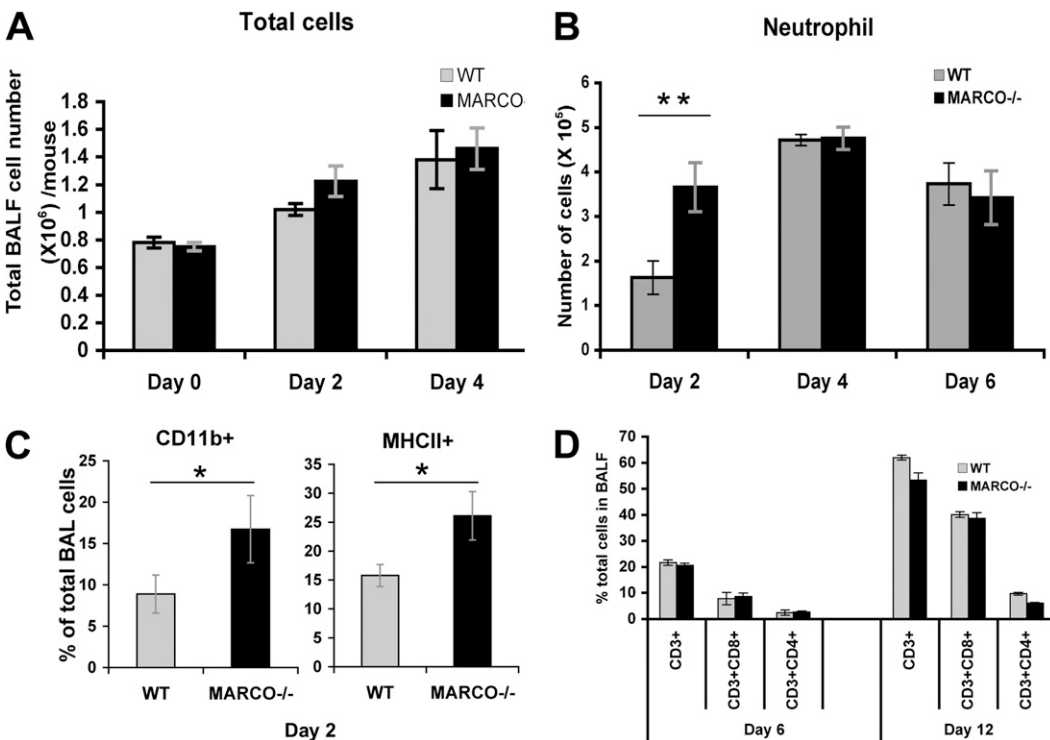 A
Total cells
WT
MARCO-
Total BALF cell number
(X10⁶) /mouse
1.8
1.6
1.4
1.2
1
0.8
0.6
0.4
0.2
0
Day 0
Day 2
Day 4
B
Neutrophil
WT
MARCO-/-
Number of cells (X 10⁵)
6
5
4
3
2
1
0
**
Day 2
Day 4
Day 6
C
CD11b+
% of total BAL cells
25
20
15
10
5
0
*
WT
MARCO-/-
MHCII+
35
30
25
20
15
10
5
0
*
WT
MARCO-/-
Day 2
D
% total cells in BALF
70
60
50
40
30
20
10
0
WT
MARCO-/-
CD3+
CD3+CD8+
CD3+CD4+
CD3+
CD3+CD8+
CD3+CD4+
Day 6
Day 12